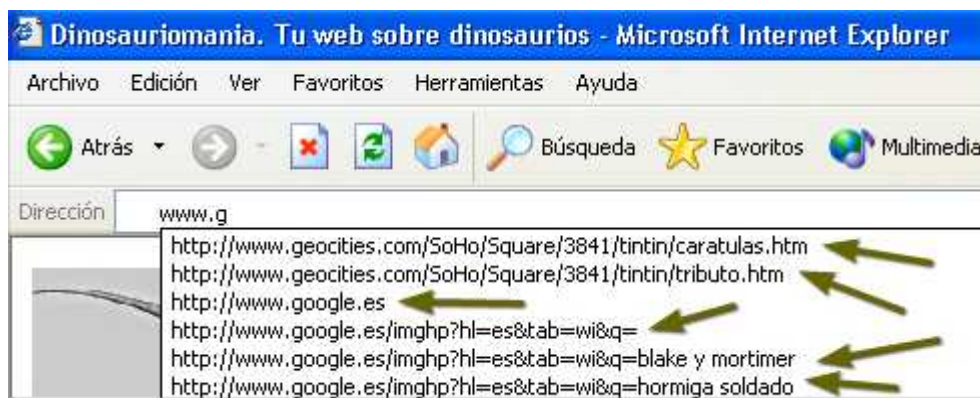 Dinosauriomania. Tu web sobre dinosaurios - Microsoft Internet Explorer
Archivo Edición Ver Favoritos Herramientas Ayuda
Atrás Búsqueda Favoritos Multimedia
Dirección www.g
http://www.geocities.com/SoHo/Square/3841/tintin/caratulas.htm
http://www.geocities.com/SoHo/Square/3841/tintin/tributo.htm
http://www.google.es
http://www.google.es/imghp?hl=es&tab=wi&q=
http://www.google.es/imghp?hl=es&tab=wi&q=blake y mortimer
http://www.google.es/imghp?hl=es&tab=wi&q=hormiga soldado